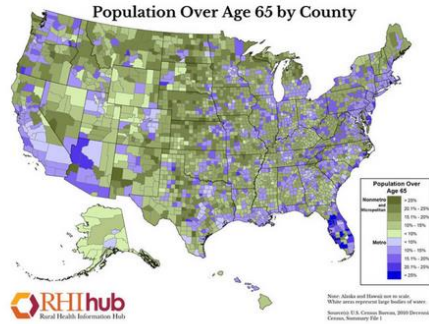 Population Over Age 65 by County
Population Over
Age 65
Nonmetro
and
Micropolitan
> 25%
20.1% - 25%
15.1% - 20%
10% - 15%
< 10%
Metro
< 10%
10% - 15%
15.1% - 20%
20.1% - 25%
> 25%
RHIhub
Rural Health Information Hub
Note: Alaska and Hawaii not to scale
White areas represent large bodies of water.
Source(s): U.S. Census Bureau, 2010 Decennial
Census, Summary File 1